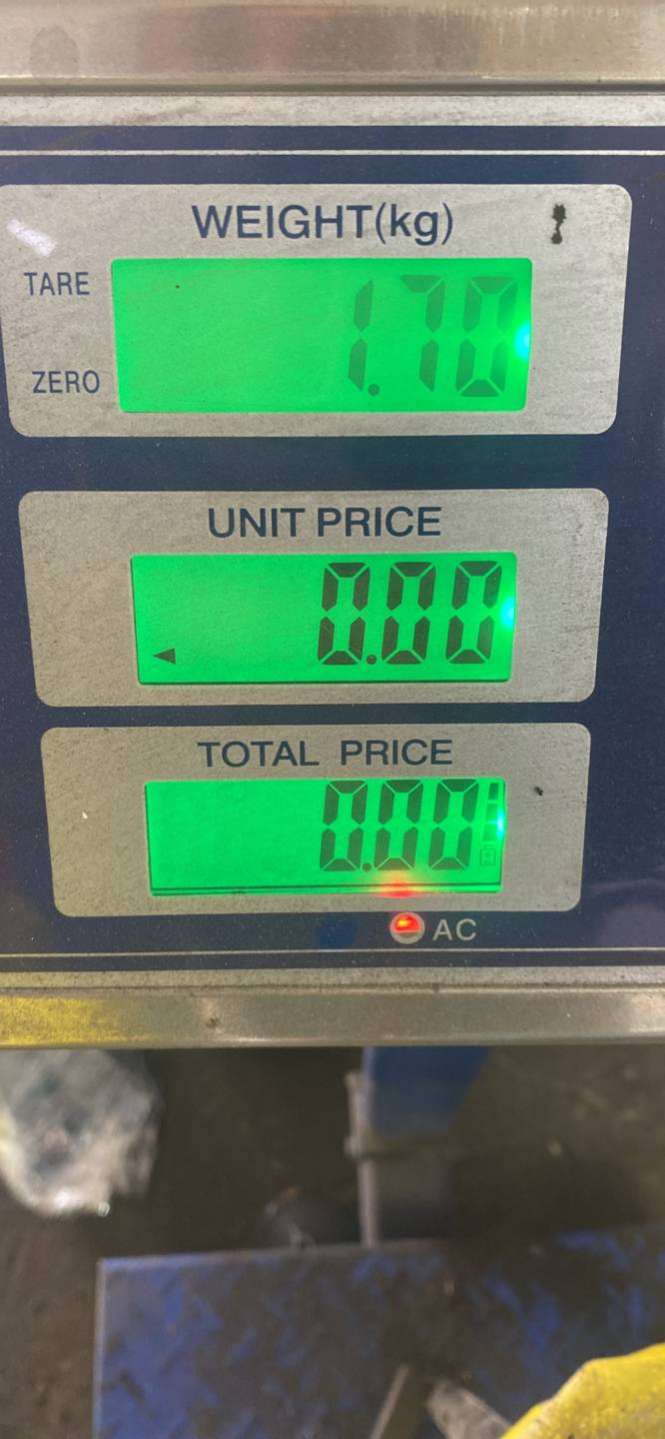 WEIGHT(kg)
TARE
1.70
ZERO
UNIT PRICE
0.00
TOTAL PRICE
0.00
AC